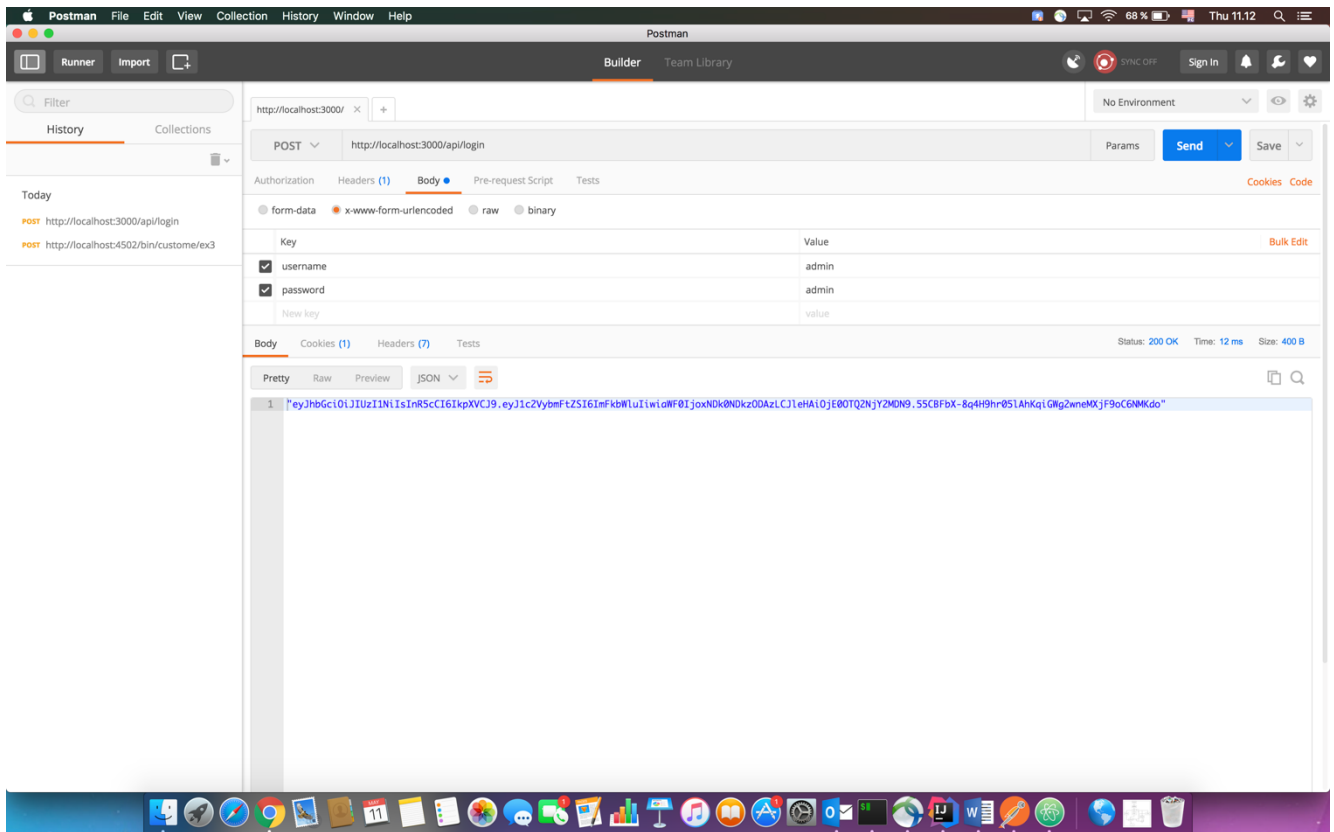 Postman File Edit View Collection History Window Help 68 % Thu 11.12
Postman
Runner Import Builder Team Library SYNC OFF Sign In
Filter
History Collections
Today
POST http://localhost:3000/api/login
POST http://localhost:4502/bin/custome/ex3
http://localhost:3000/ No Environment
POST http://localhost:3000/api/login Params Send Save
Authorization Headers (1) Body Pre-request Script Tests Cookies Code
form-data x-www-form-urlencoded raw binary
Key Value Bulk Edit
username admin
password admin
New key value
Body Cookies (1) Headers (7) Tests Status: 200 OK Time: 12 ms Size: 400 B
Pretty Raw Preview JSON
1 "eyJhbGciOiJIUzI1NiIsInR5cCI6IkpXVCJ9.eyJ1c2VybmFtZSI6ImFkbWluIiwiaWF0IjoxNDk0NDkzODAzLCJleHAiOjE0OTQ2NjY2MDN9.55CBFbX-8q4H9hr05lAhKqiGWg2wneMXjF9oC6NMKdo"
MAY
11
1
1